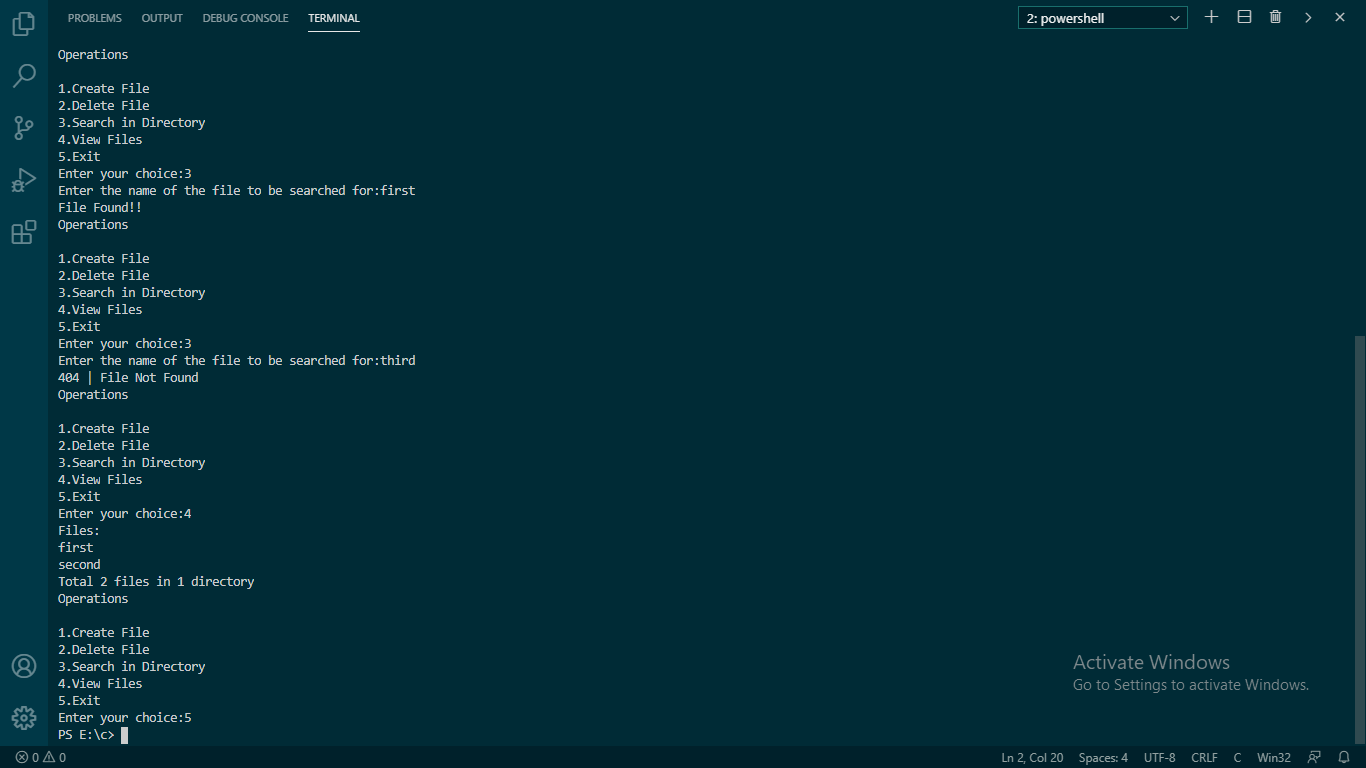 PROBLEMS OUTPUT DEBUG CONSOLE TERMINAL 2: powershell
Operations
1.Create File
2.Delete File
3.Search in Directory
4.View Files
5.Exit
Enter your choice:3
Enter the name of the file to be searched for:first
File Found!!
Operations
1.Create File
2.Delete File
3.Search in Directory
4.View Files
5.Exit
Enter your choice:3
Enter the name of the file to be searched for:third
404 | File Not Found
Operations
1.Create File
2.Delete File
3.Search in Directory
4.View Files
5.Exit
Enter your choice:4
Files:
first
second
Total 2 files in 1 directory
Operations
1.Create File
2.Delete File
3.Search in Directory
4.View Files
5.Exit
Enter your choice:5
PS E:\c>
Activate Windows
Go to Settings to activate Windows.
0 0 Ln 2, Col 20 Spaces: 4 UTF-8 CRLF C Win32